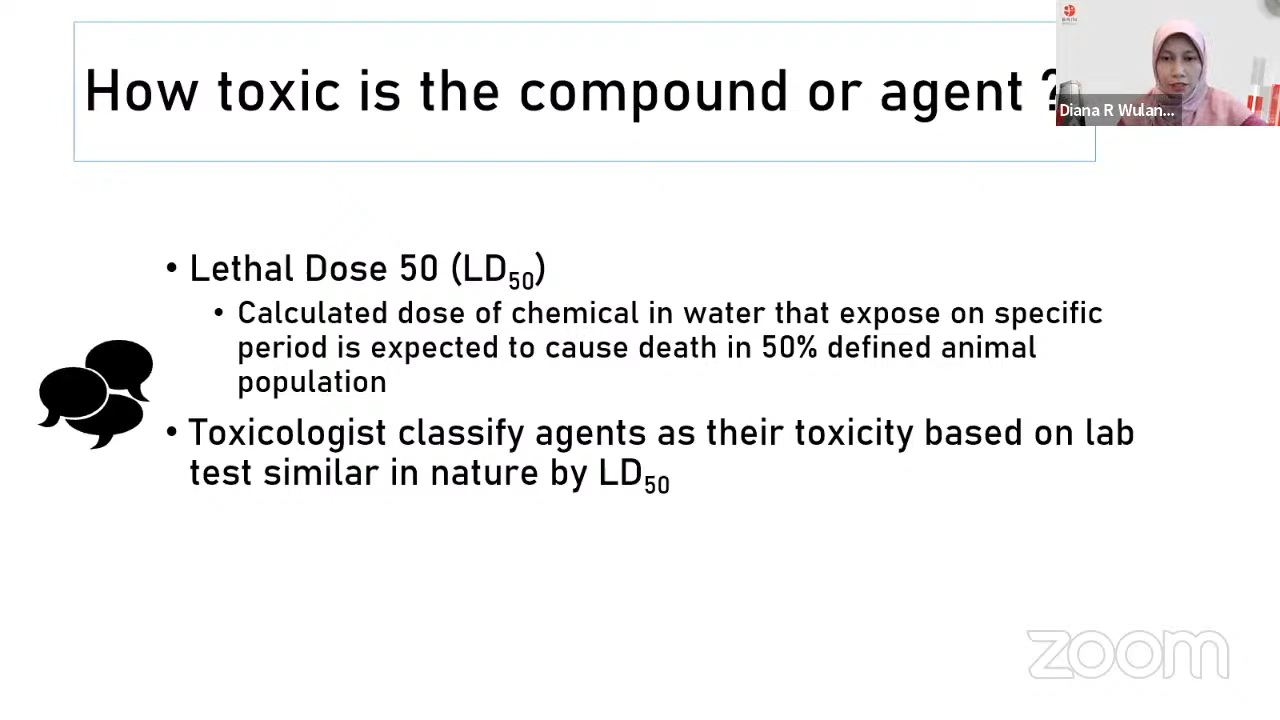 How toxic is the compound or agent ?
Diana R Wulan...
• Lethal Dose 50 (LD₅₀)
• Calculated dose of chemical in water that expose on specific
period is expected to cause death in 50% defined animal
population
• Toxicologist classify agents as their toxicity based on lab
test similar in nature by LD₅₀
zoom